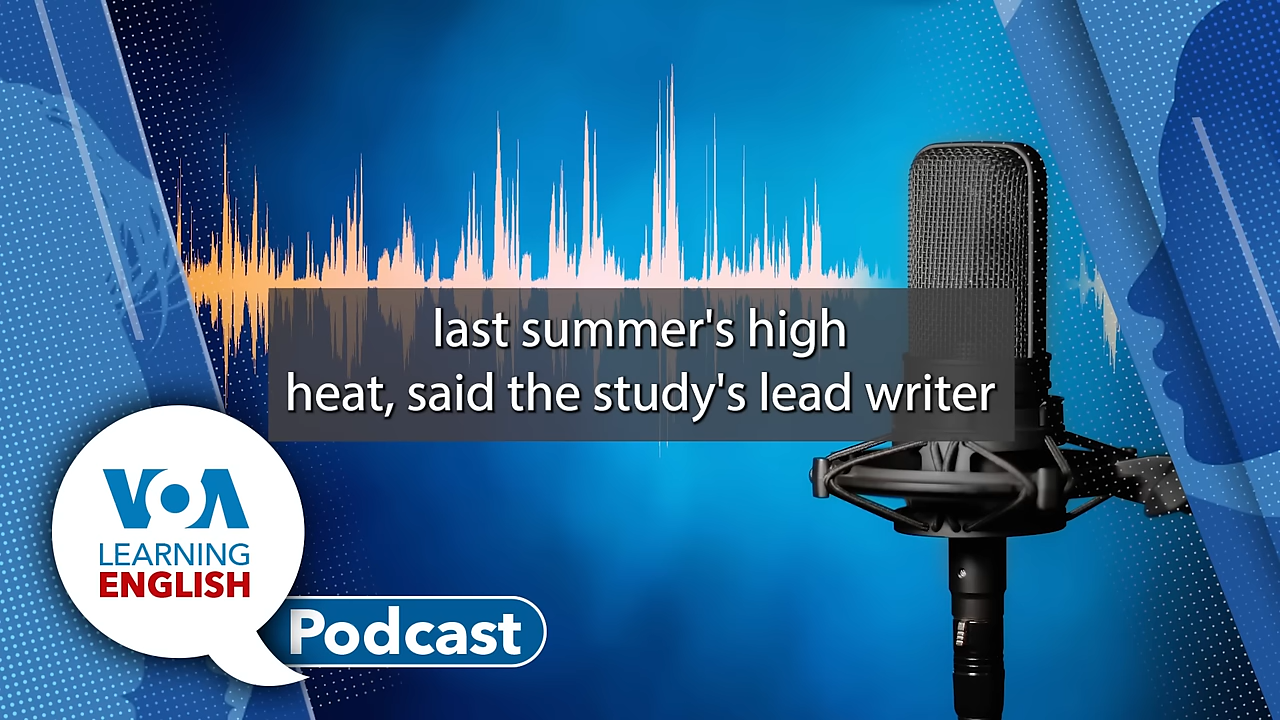 last summer's high
heat, said the study's lead writer
VOA
LEARNING
ENGLISH
Podcast